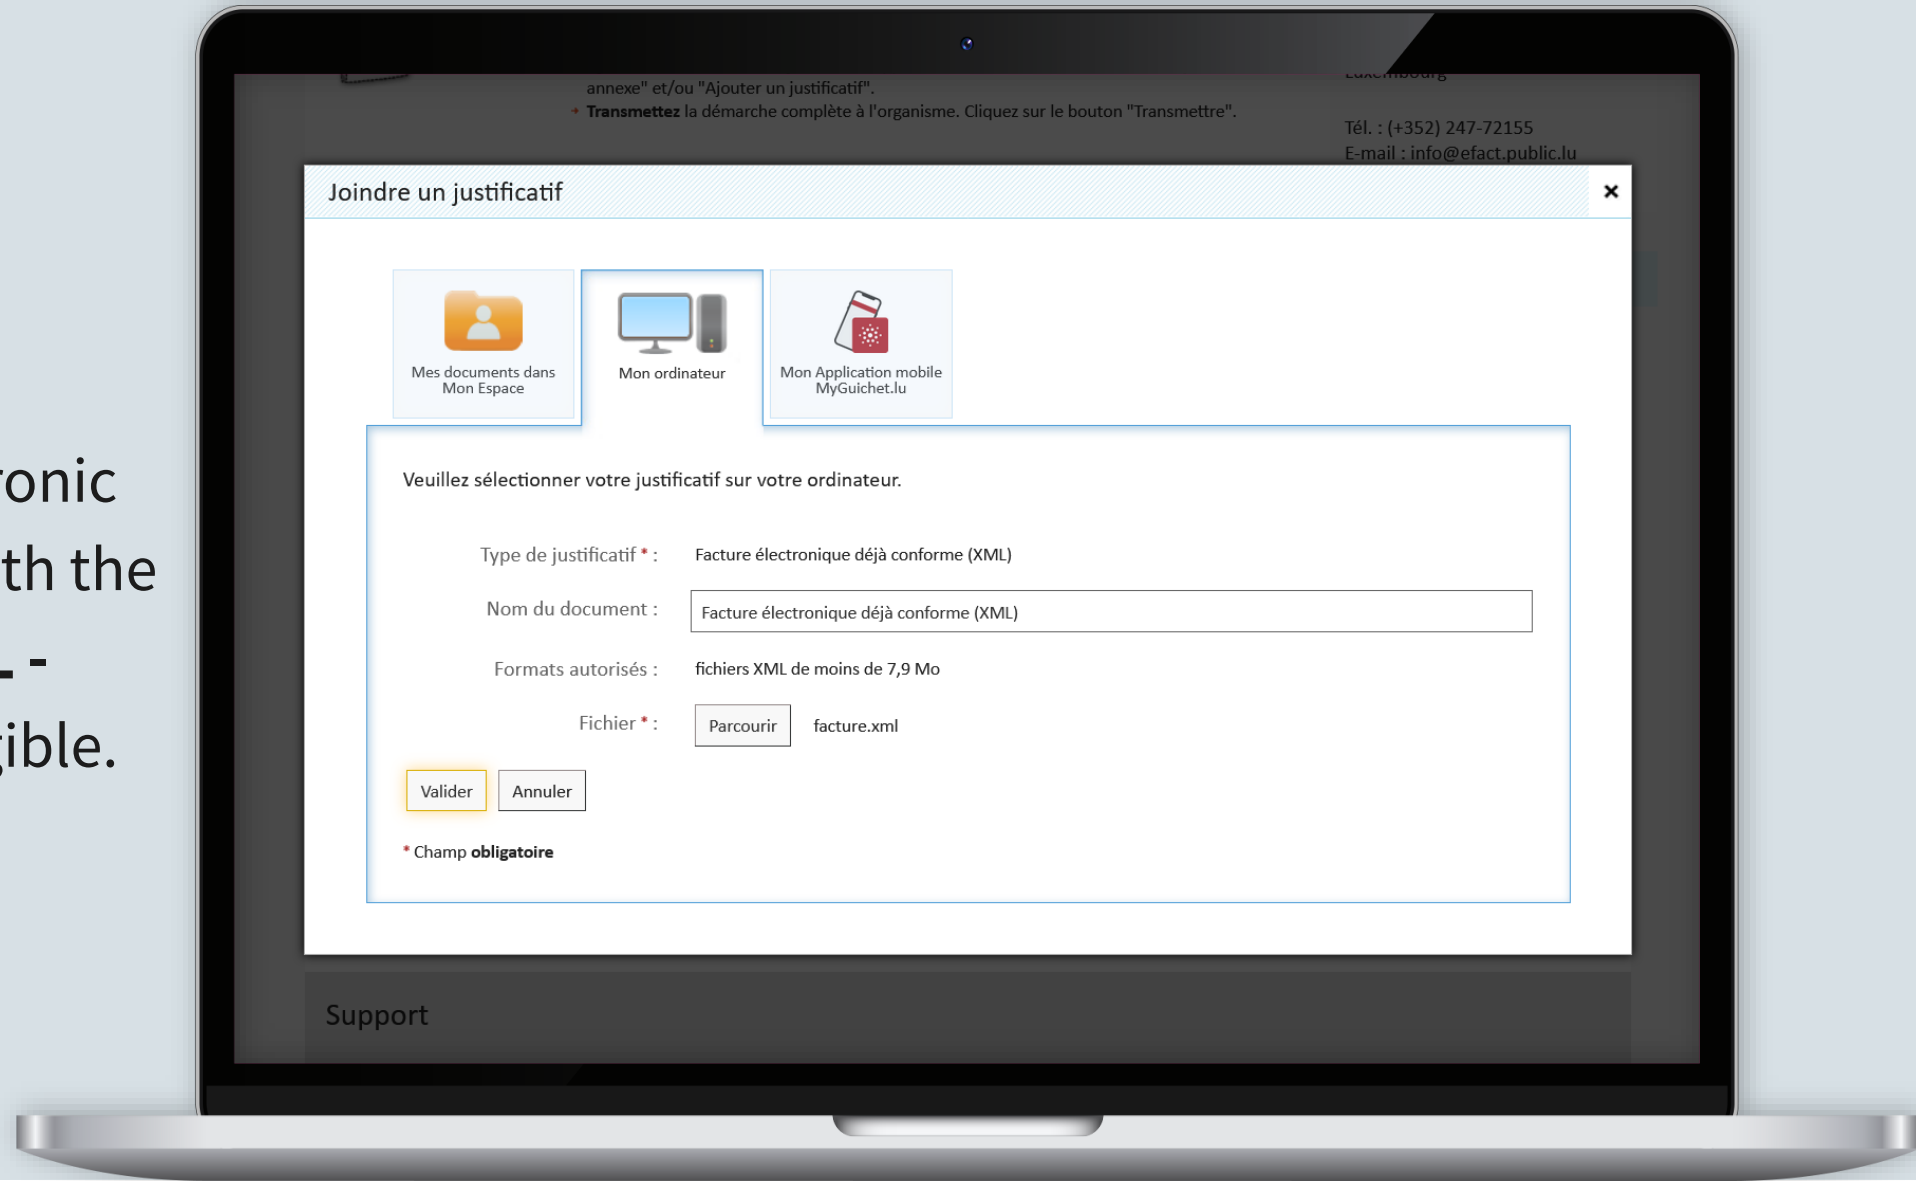 ronic
th the
-
gible.
annexe" et/ou "Ajouter un justificatif".
→ Transmettez la démarche complète à l'organisme. Cliquez sur le bouton "Transmettre".
Luxembourg
Tél. : (+352) 247-72155
E-mail : info@efact.public.lu
Joindre un justificatif
Mes documents dans
Mon Espace
Mon ordinateur
Mon Application mobile
MyGuichet.lu
Veuillez sélectionner votre justificatif sur votre ordinateur.
Type de justificatif * : Facture électronique déjà conforme (XML)
Nom du document : Facture électronique déjà conforme (XML)
Formats autorisés : fichiers XML de moins de 7,9 Mo
Fichier * : Parcourir facture.xml
Valider Annuler
* Champ obligatoire
Support